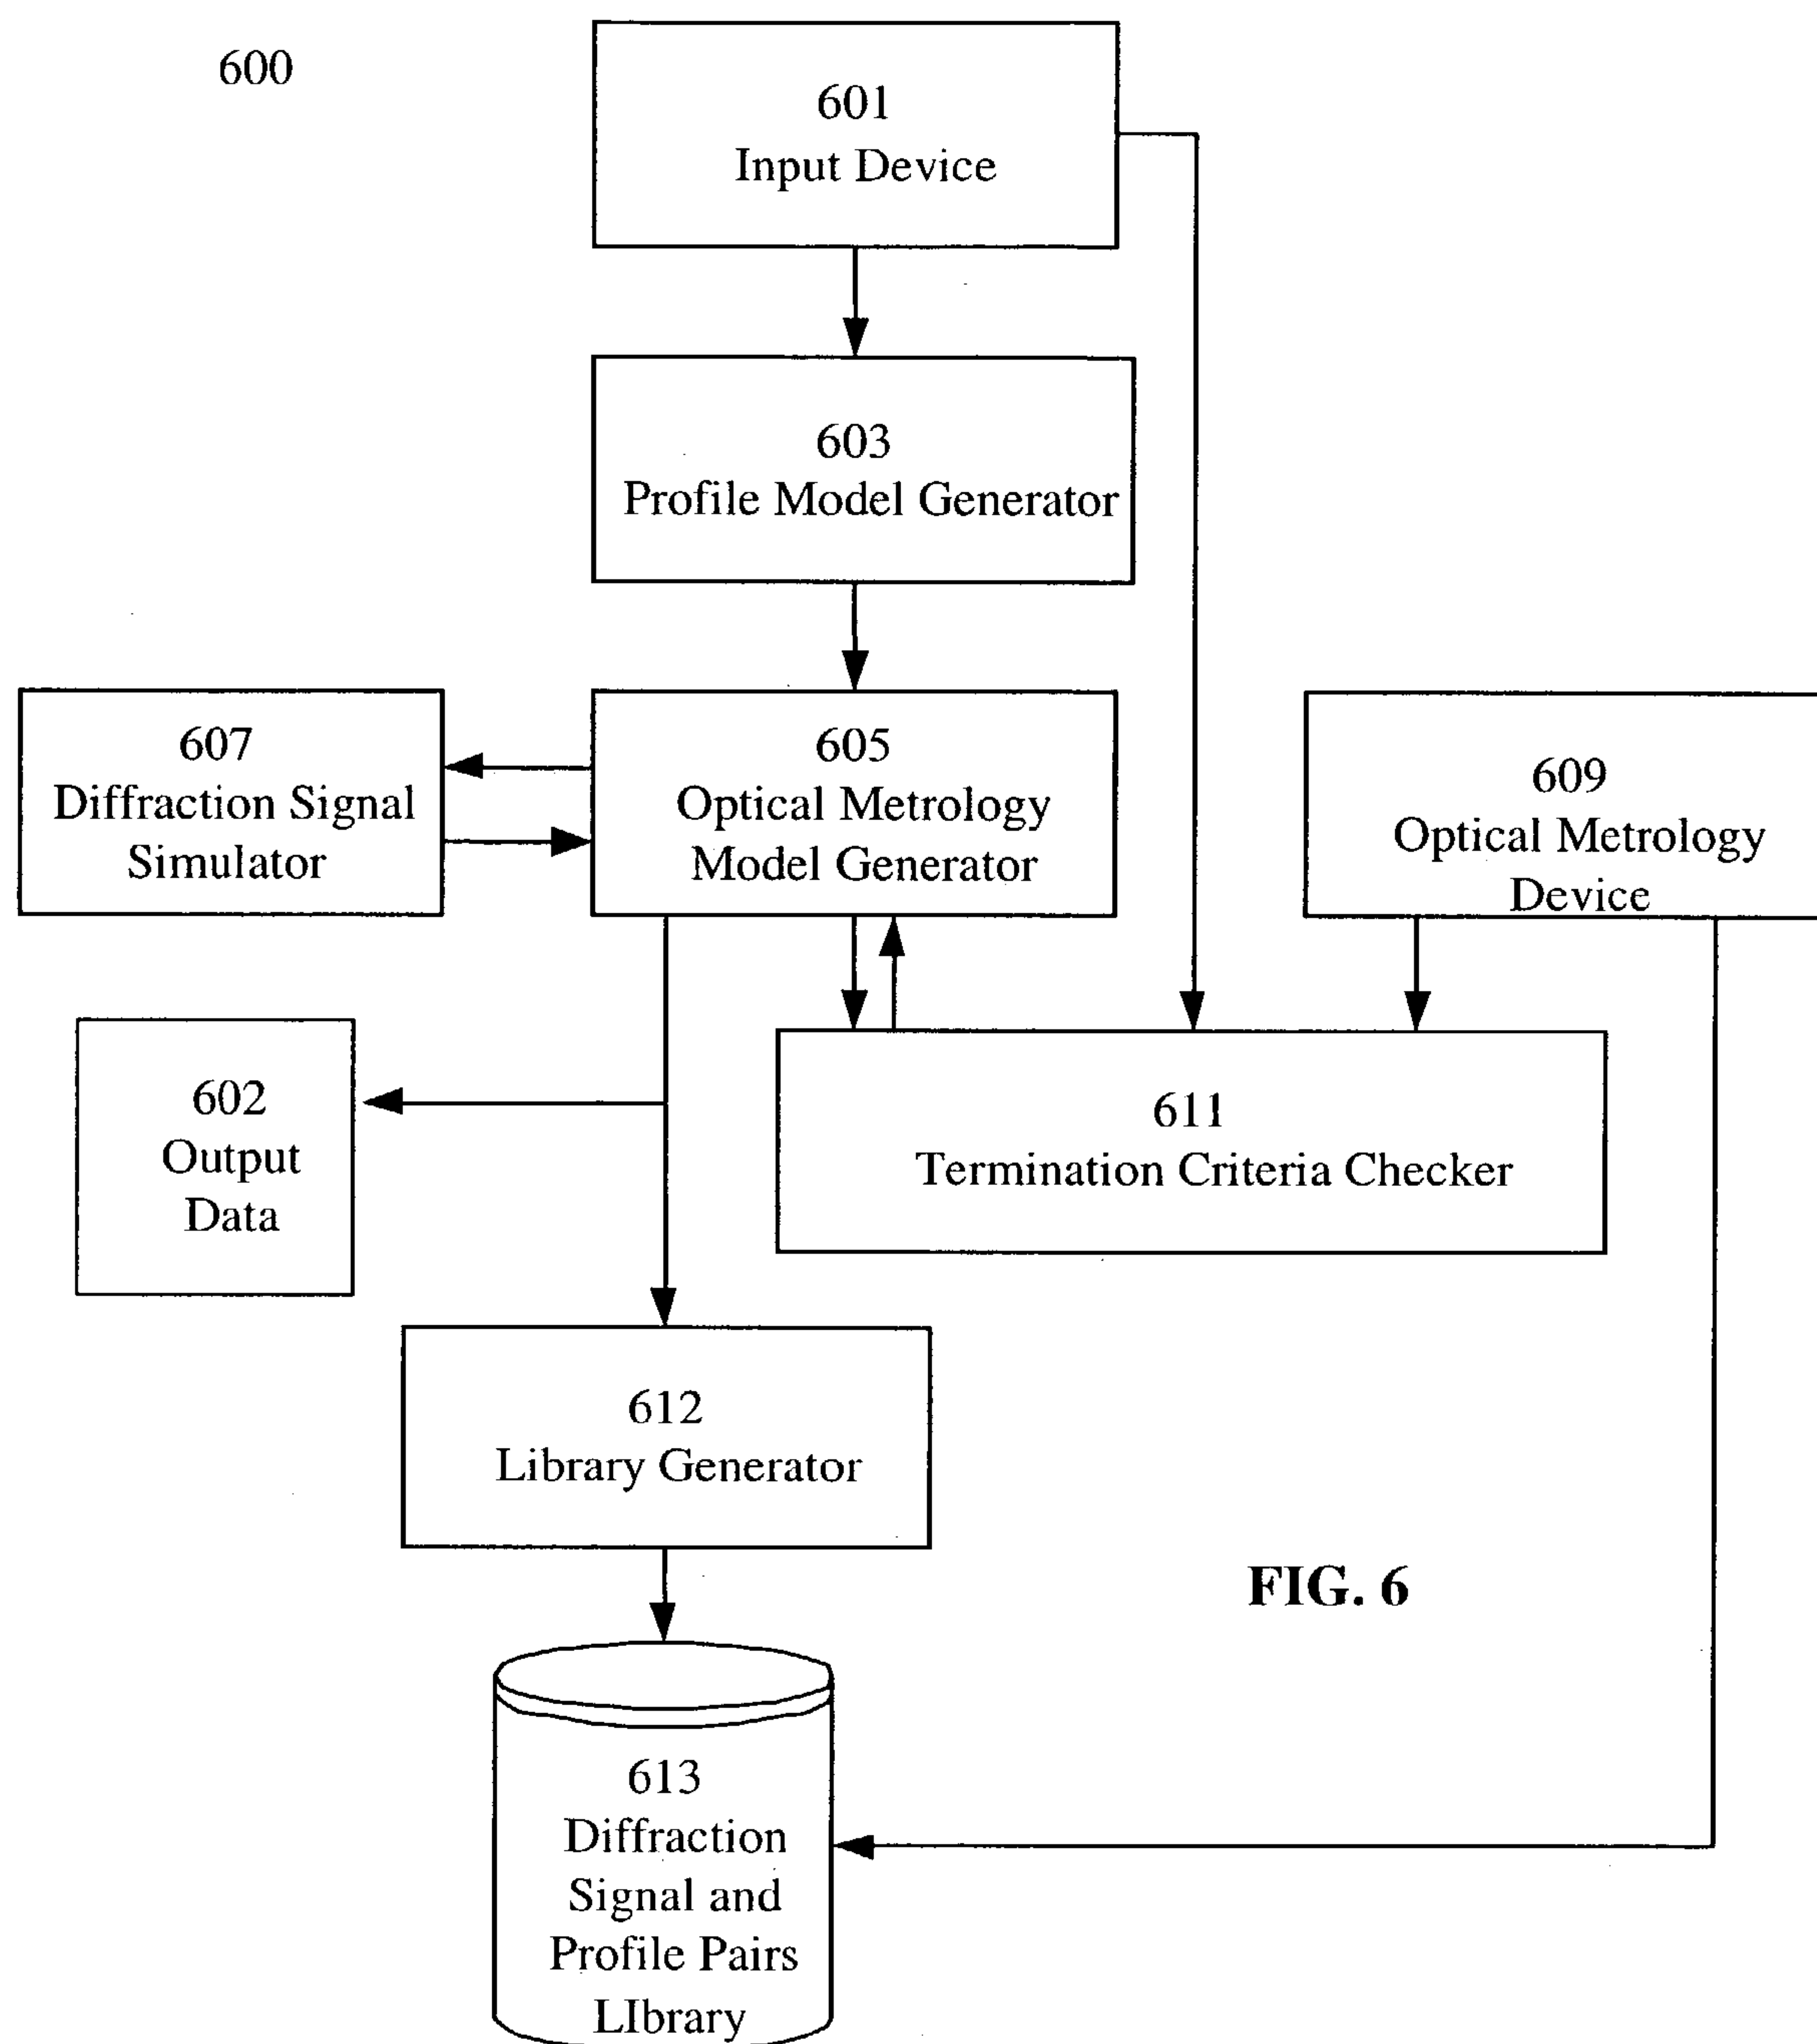 600
601
Input Device
603
Profile Model Generator
607
Diffraction Signal
Simulator
605
Optical Metrology
Model Generator
609
Optical Metrology
Device
602
Output
Data
611
Termination Criteria Checker
612
Library Generator
FIG. 6
613
Diffraction
Signal and
Profile Pairs
LIbrary